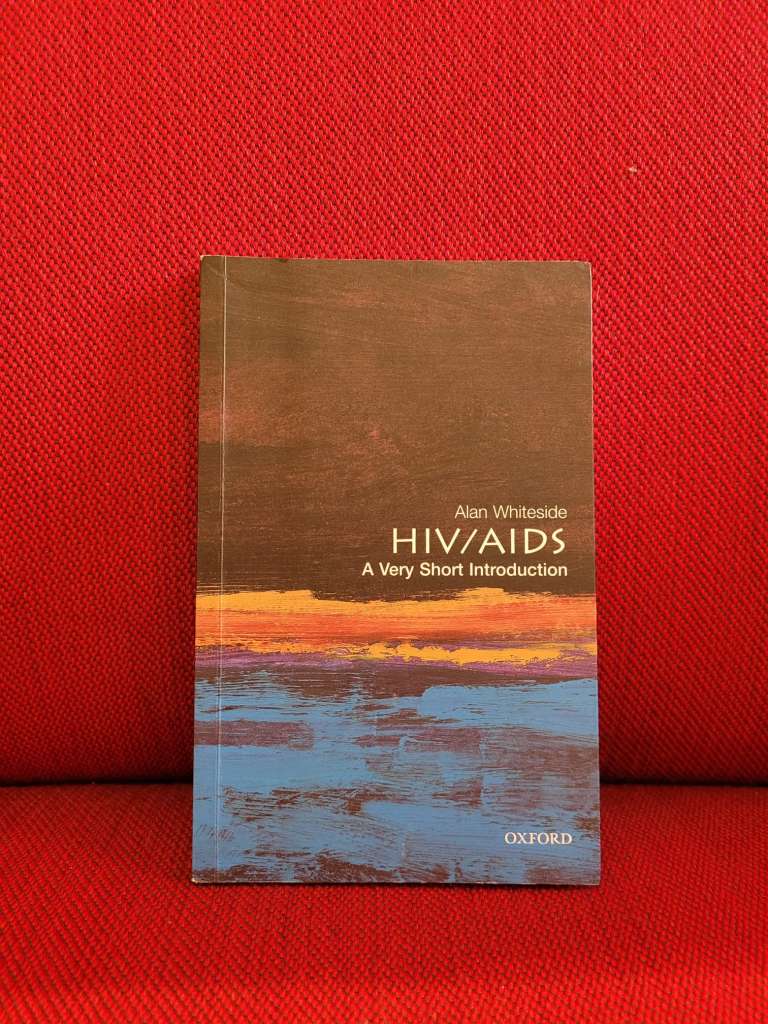 Alan Whiteside
HIV/AIDS
A Very Short Introduction
OXFORD